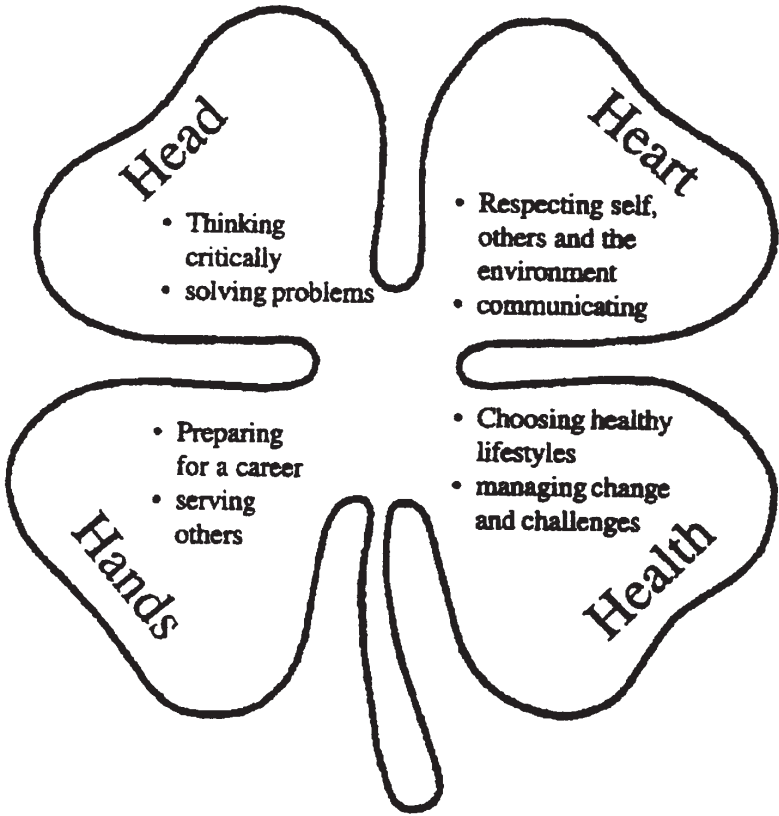 Head
• Thinking
critically
• solving problems
Heart
• Respecting self,
others and the
environment
• communicating
Hands
• Preparing
for a career
• serving
others
Health
• Choosing healthy
lifestyles
• managing change
and challenges